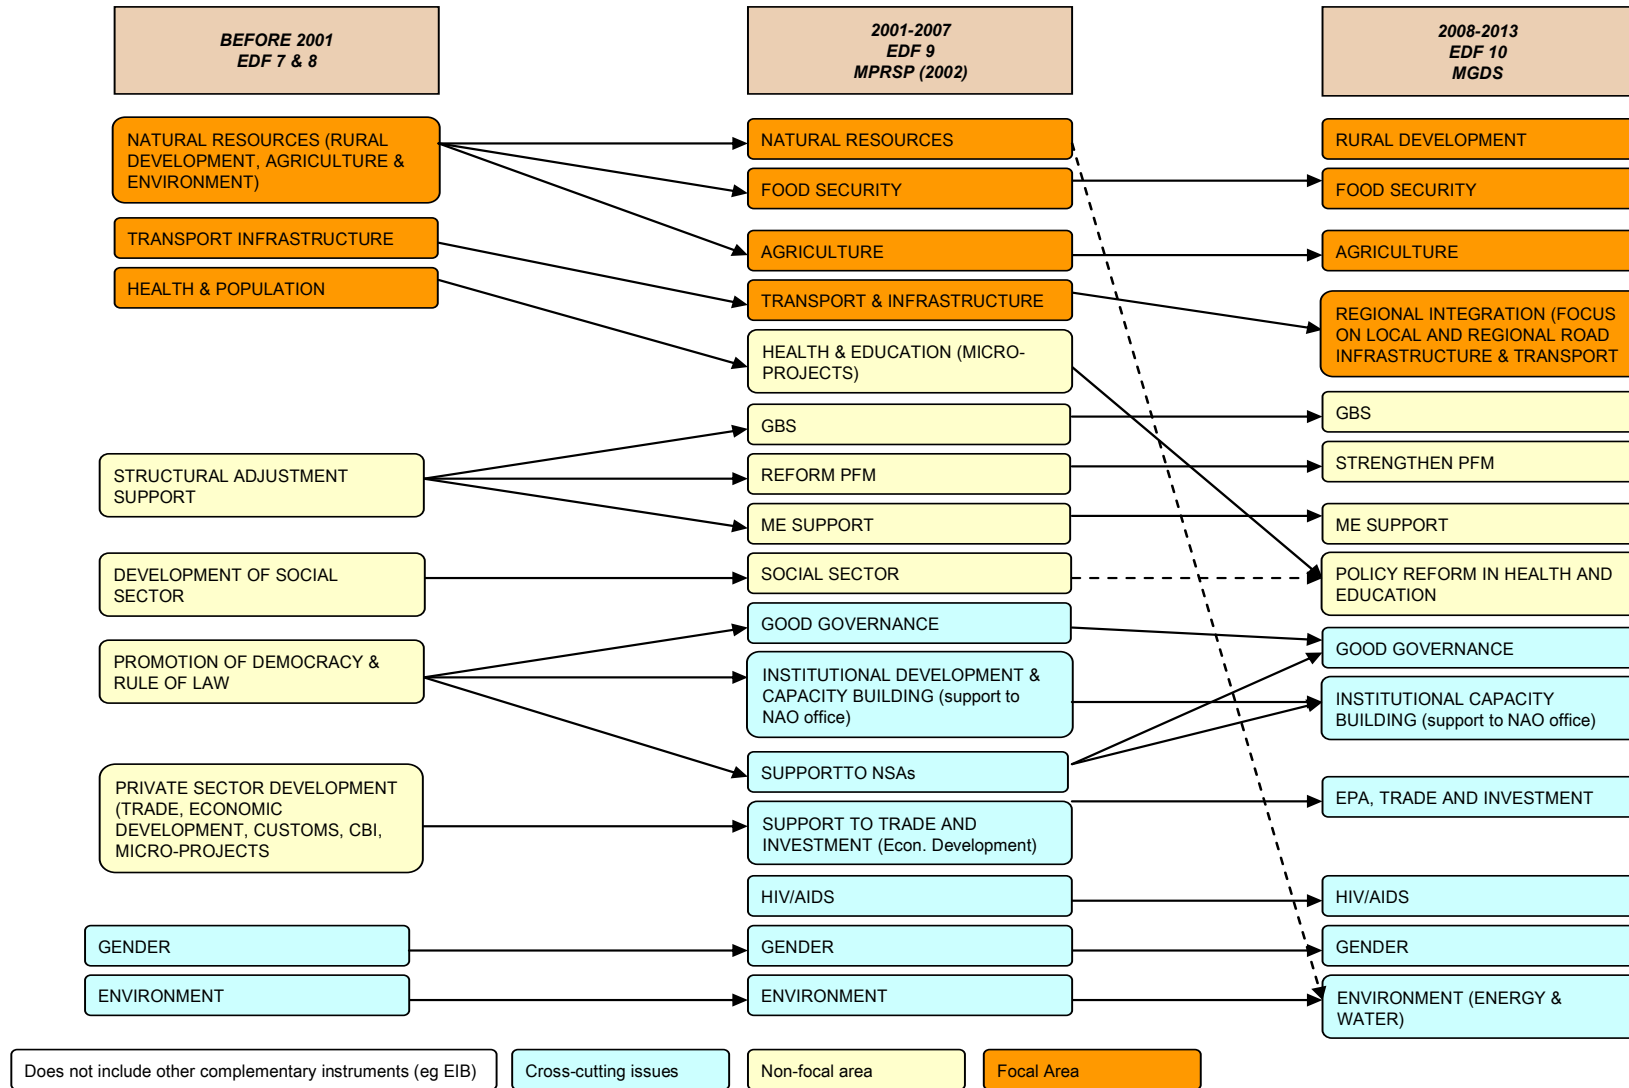 BEFORE 2001
EDF 7 & 8
2001-2007
EDF 9
MPRSP (2002)
2008-2013
EDF 10
MGDS
NATURAL RESOURCES (RURAL
DEVELOPMENT, AGRICULTURE &
ENVIRONMENT)
TRANSPORT INFRASTRUCTURE
HEALTH & POPULATION
STRUCTURAL ADJUSTMENT
SUPPORT
DEVELOPMENT OF SOCIAL
SECTOR
PROMOTION OF DEMOCRACY &
RULE OF LAW
PRIVATE SECTOR DEVELOPMENT
(TRADE, ECONOMIC
DEVELOPMENT, CUSTOMS, CBI,
MICRO-PROJECTS
GENDER
ENVIRONMENT
NATURAL RESOURCES
FOOD SECURITY
AGRICULTURE
TRANSPORT & INFRASTRUCTURE
HEALTH & EDUCATION (MICRO-
PROJECTS)
GBS
REFORM PFM
ME SUPPORT
SOCIAL SECTOR
GOOD GOVERNANCE
INSTITUTIONAL DEVELOPMENT &
CAPACITY BUILDING (support to
NAO office)
SUPPORTTO NSAs
SUPPORT TO TRADE AND
INVESTMENT (Econ. Development)
HIV/AIDS
GENDER
ENVIRONMENT
RURAL DEVELOPMENT
FOOD SECURITY
AGRICULTURE
REGIONAL INTEGRATION (FOCUS
ON LOCAL AND REGIONAL ROAD
INFRASTRUCTURE & TRANSPORT
GBS
STRENGTHEN PFM
ME SUPPORT
POLICY REFORM IN HEALTH AND
EDUCATION
GOOD GOVERNANCE
INSTITUTIONAL CAPACITY
BUILDING (support to NAO office)
EPA, TRADE AND INVESTMENT
HIV/AIDS
GENDER
ENVIRONMENT (ENERGY &
WATER)
Does not include other complementary instruments (eg EIB)
Cross-cutting issues
Non-focal area
Focal Area